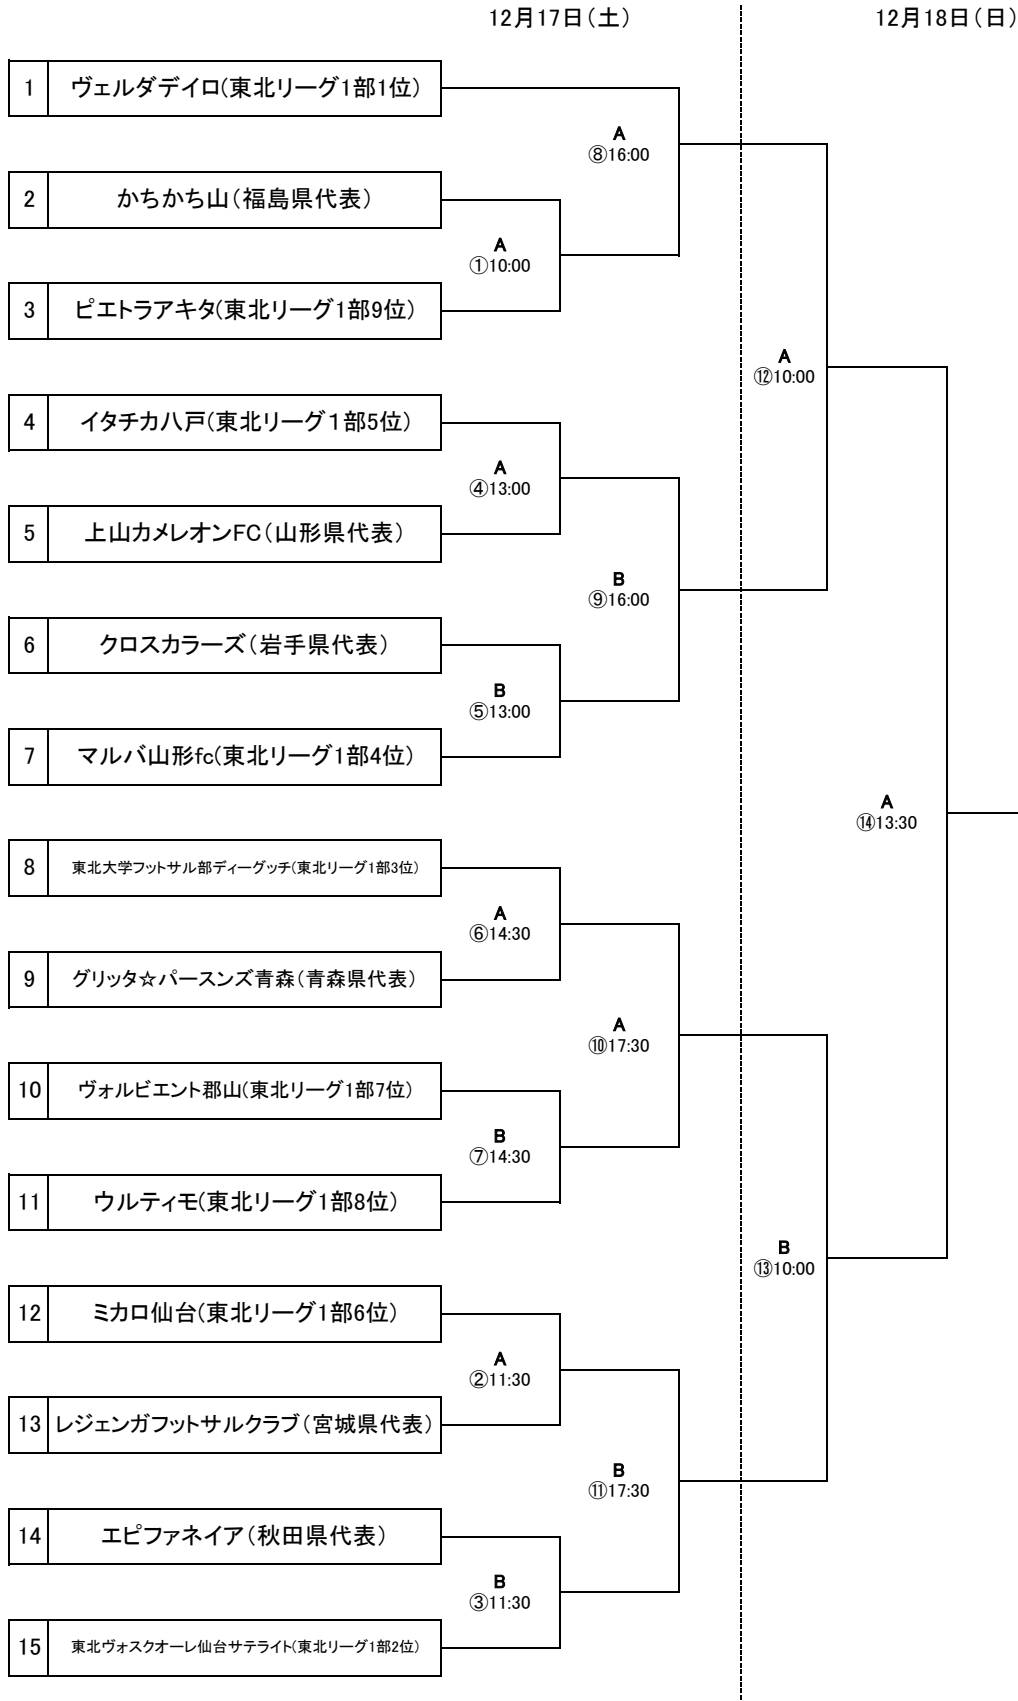 12月17日（土）
12月18日（日）
1 ヴェルダデイロ(東北リーグ1部1位)
A
⑧16:00
2 かちかち山（福島県代表）
A
①10:00
3 ピエトラアキタ(東北リーグ1部9位)
A
⑫10:00
4 イタチカ八戸(東北リーグ１部5位)
A
④13:00
5 上山カメレオンFC（山形県代表）
B
⑨16:00
6 クロスカラーズ（岩手県代表）
B
⑤13:00
7 マルバ山形fc(東北リーグ1部4位)
A
⑭13:30
8 東北大学フットサル部ディーグッチ(東北リーグ1部3位)
A
⑥14:30
9 グリッタ☆パースンズ青森（青森県代表）
A
⑩17:30
10 ヴォルビエント郡山(東北リーグ1部7位)
B
⑦14:30
11 ウルティモ(東北リーグ1部8位)
B
⑬10:00
12 ミカロ仙台(東北リーグ1部6位)
A
②11:30
13 レジェンガフットサルクラブ（宮城県代表）
B
⑪17:30
14 エピファネイア（秋田県代表）
B
③11:30
15 東北ヴォスクオーレ仙台サテライト(東北リーグ1部2位)